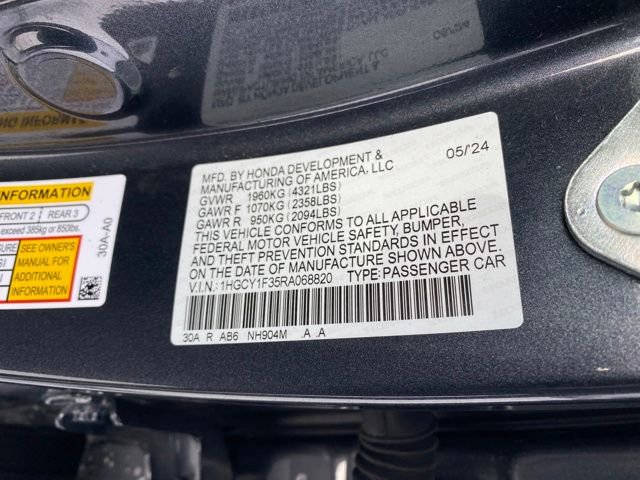 MFD. BY HONDA DEVELOPMENT & 05/24
MANUFACTURING OF AMERICA, LLC
GVWR 1960KG (4321LBS)
GAWR F 1070KG (2358LBS)
GAWR R 950KG (2094LBS)
THIS VEHICLE CONFORMS TO ALL APPLICABLE
FEDERAL MOTOR VEHICLE SAFETY, BUMPER,
AND THEFT PREVENTION STANDARDS IN EFFECT
ON THE DATE OF MANUFACTURE SHOWN ABOVE.
V.I.N.: 1HGCY1F35RA068820 TYPE: PASSENGER CAR
30A R AB6 NH904M .A .A
INFORMATION
FRONT 2 REAR 3
exceed 385kg or 850lbs.
SEE OWNER'S
MANUAL FOR
ADDITIONAL
INFORMATION
30A-A0